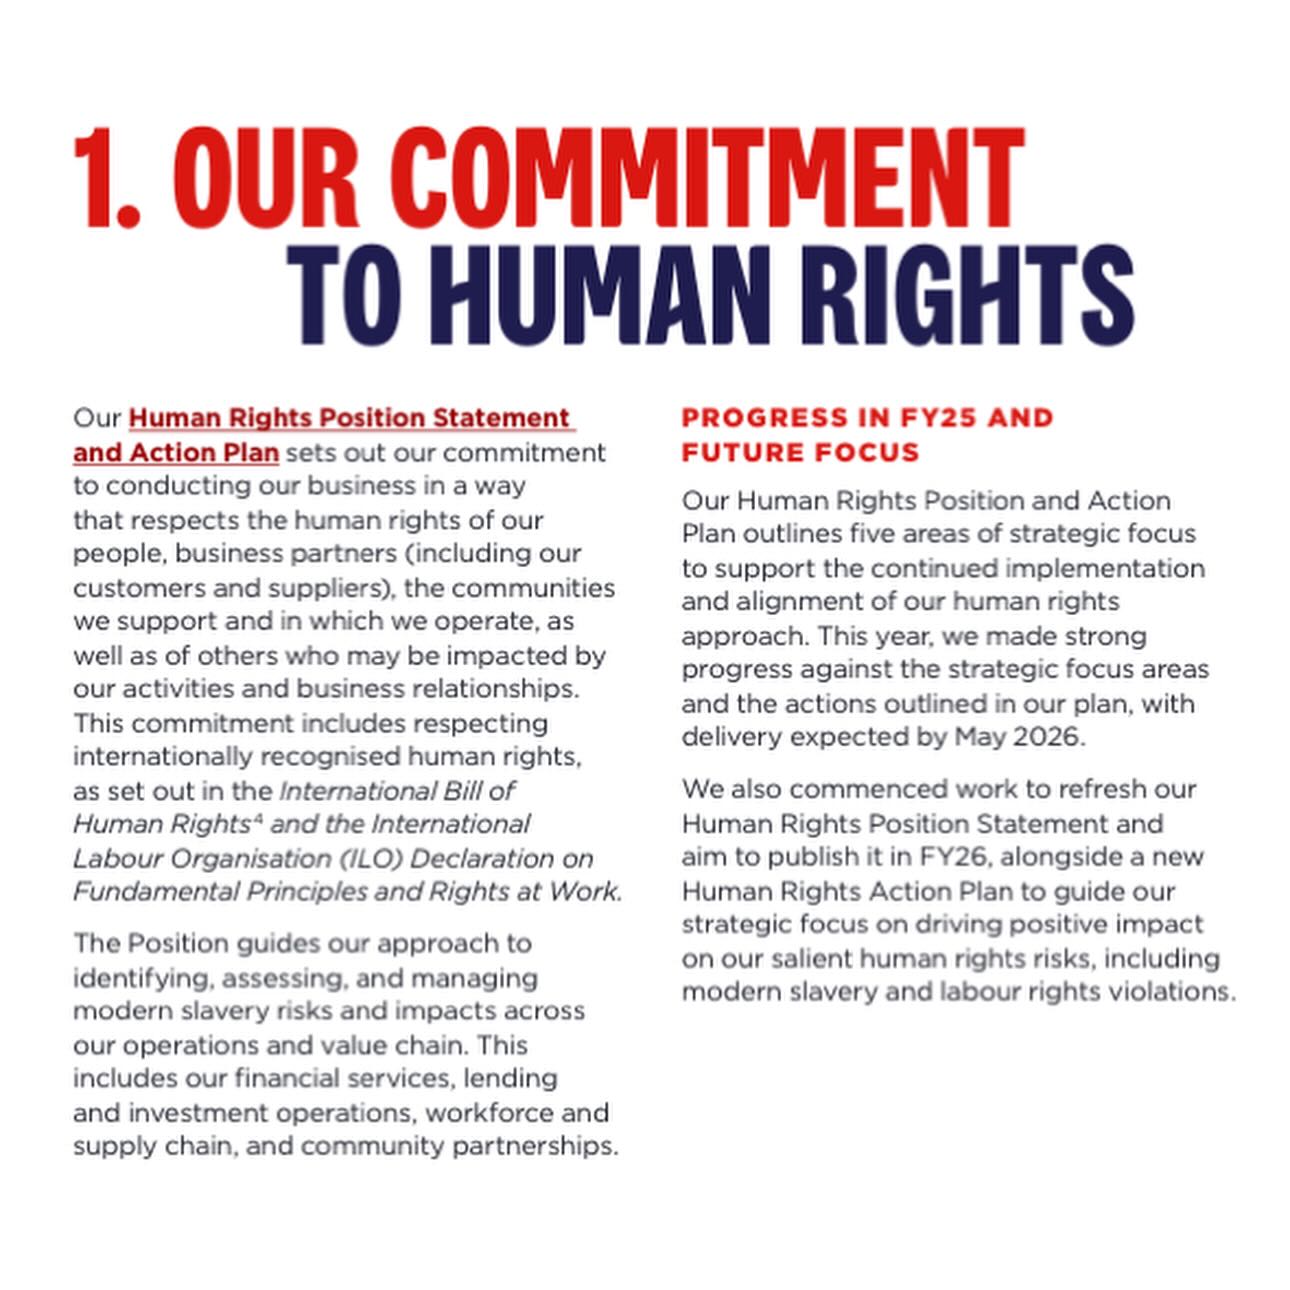 1. OUR COMMITMENT
TO HUMAN RIGHTS
Our Human Rights Position Statement
and Action Plan sets out our commitment
to conducting our business in a way
that respects the human rights of our
people, business partners (including our
customers and suppliers), the communities
we support and in which we operate, as
well as of others who may be impacted by
our activities and business relationships.
This commitment includes respecting
internationally recognised human rights,
as set out in the International Bill of
Human Rights⁴ and the International
Labour Organisation (ILO) Declaration on
Fundamental Principles and Rights at Work.
The Position guides our approach to
identifying, assessing, and managing
modern slavery risks and impacts across
our operations and value chain. This
includes our financial services, lending
and investment operations, workforce and
supply chain, and community partnerships.
PROGRESS IN FY25 AND
FUTURE FOCUS
Our Human Rights Position and Action
Plan outlines five areas of strategic focus
to support the continued implementation
and alignment of our human rights
approach. This year, we made strong
progress against the strategic focus areas
and the actions outlined in our plan, with
delivery expected by May 2026.
We also commenced work to refresh our
Human Rights Position Statement and
aim to publish it in FY26, alongside a new
Human Rights Action Plan to guide our
strategic focus on driving positive impact
on our salient human rights risks, including
modern slavery and labour rights violations.